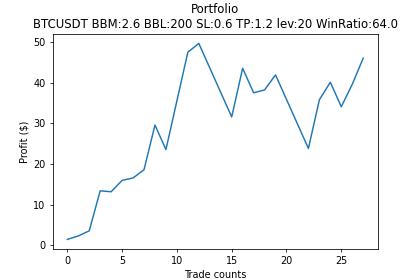 Portfolio
BTCUSDT BBM:2.6 BBL:200 SL:0.6 TP:1.2 lev:20 WinRatio:64.0
50
40
30
20
10
0
Profit ($)
0 5 10 15 20 25
Trade counts